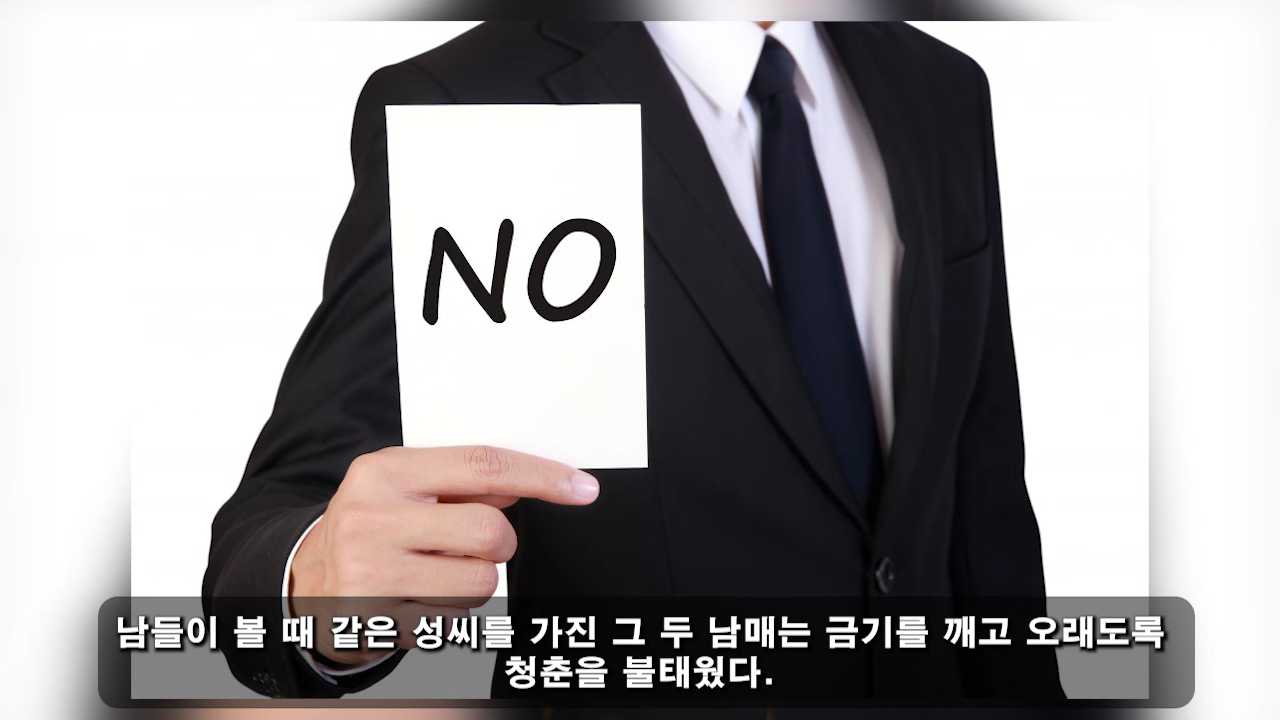 NO
남들이 볼 때 같은 성씨를 가진 그 두 남매는 금기를 깨고 오래도록
청춘을 불태웠다.